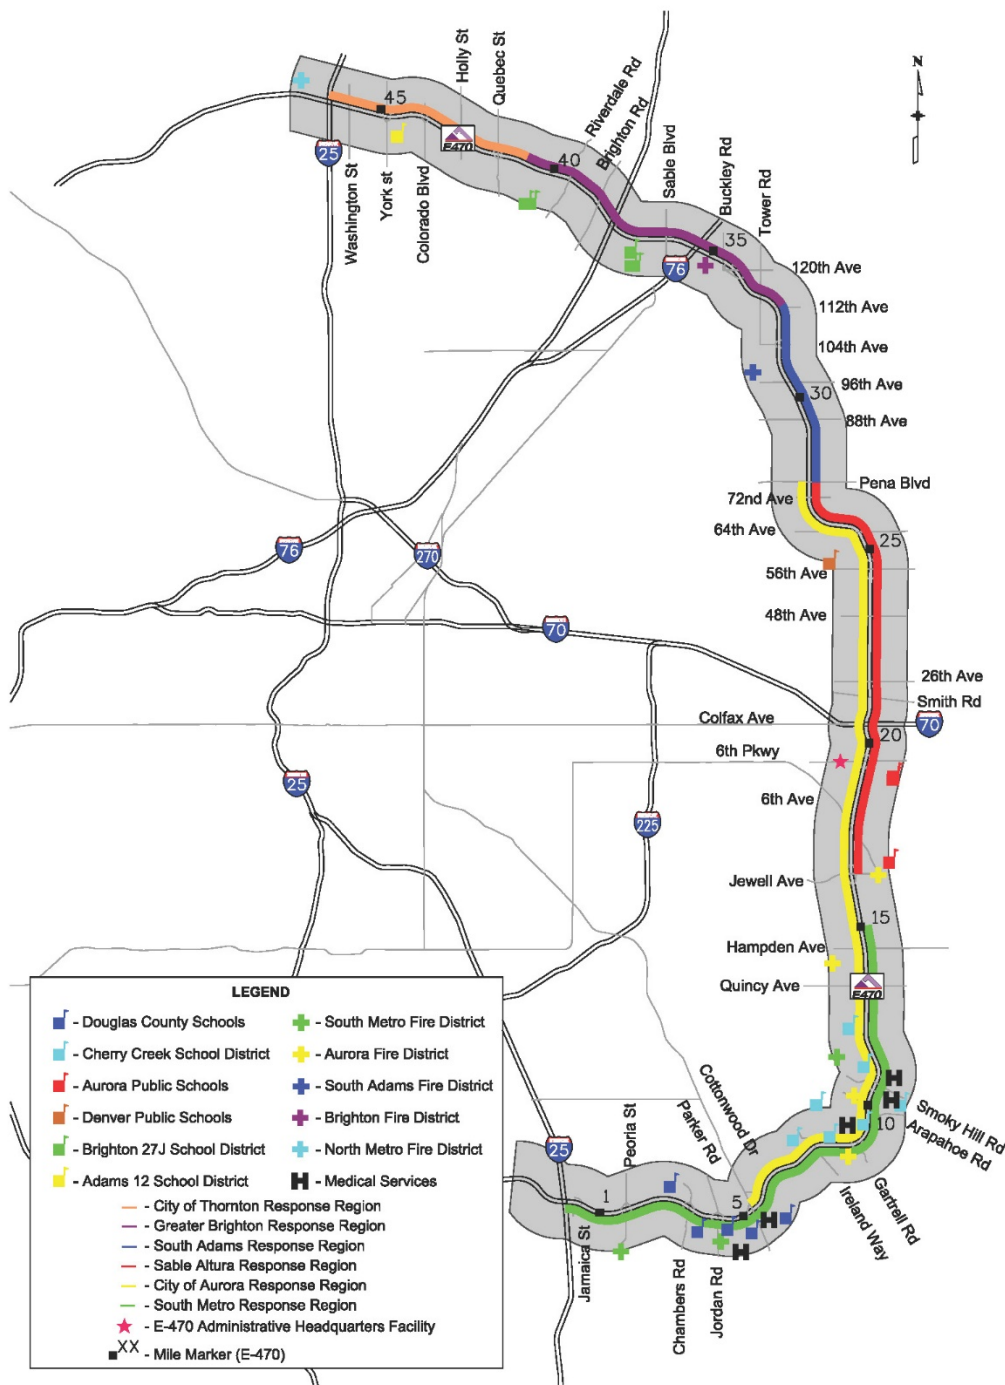 Holly St
Quebec St
Riverdale Rd
Brighton Rd
N
45
E470
25
Washington St
York st
Colorado Blvd
40
Sable Blvd
Buckley Rd
Tower Rd
35
76
120th Ave
112th Ave
104th Ave
96th Ave
30
88th Ave
Pena Blvd
72nd Ave
64th Ave
25
76
270
56th Ave
48th Ave
70
26th Ave
Smith Rd
Colfax Ave
70
20
6th Pkwy
25
6th Ave
225
Jewell Ave
15
Hampden Ave
Quincy Ave
E470
LEGEND
- Douglas County Schools
- South Metro Fire District
- Cherry Creek School District
- Aurora Fire District
- Aurora Public Schools
- South Adams Fire District
- Denver Public Schools
- Brighton Fire District
- Brighton 27J School District
- North Metro Fire District
- Adams 12 School District
H - Medical Services
- City of Thornton Response Region
- Greater Brighton Response Region
- South Adams Response Region
- Sable Altura Response Region
- City of Aurora Response Region
- South Metro Response Region
- E-470 Administrative Headquarters Facility
XX - Mile Marker (E-470)
H
H
H
10
Smoky Hill Rd
Arapahoe Rd
Cottonwood Dr
Parker Rd
Peoria St
25
1
5
H
H
Gartrell Rd
Ireland Way
Jamaica St
Chambers Rd
Jordan Rd